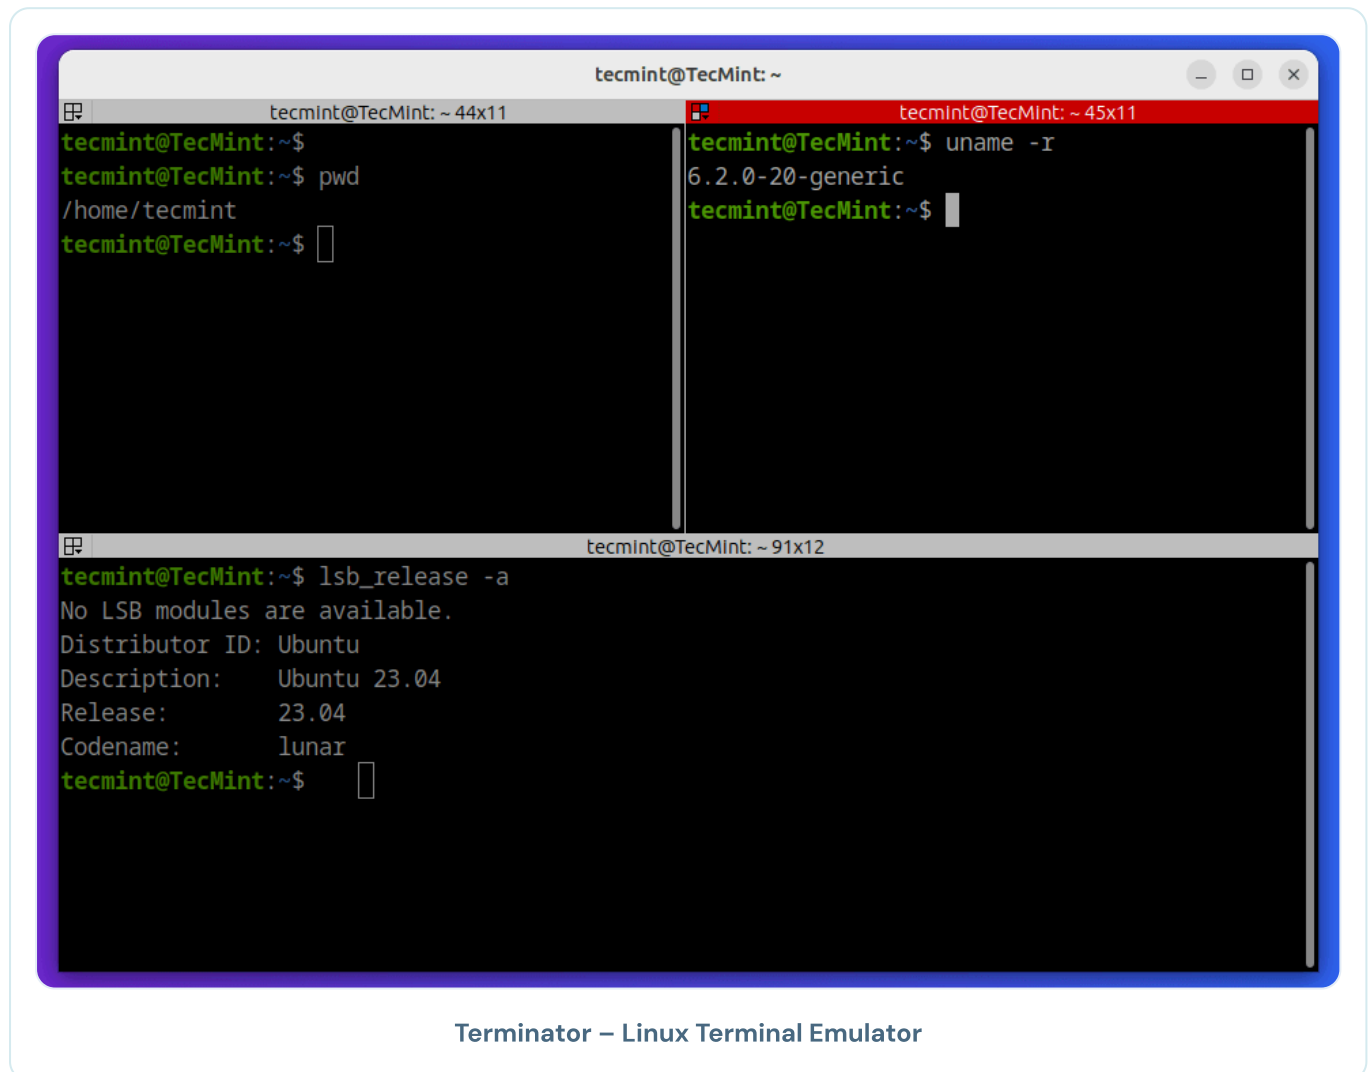 tecmint@TecMint: ~
tecmint@TecMint: ~ 44x11
tecmint@TecMint:~$
tecmint@TecMint:~$ pwd
/home/tecmint
tecmint@TecMint:~$
tecmint@TecMint: ~ 45x11
tecmint@TecMint:~$ uname -r
6.2.0-20-generic
tecmint@TecMint:~$
tecmint@TecMint: ~ 91x12
tecmint@TecMint:~$ lsb_release -a
No LSB modules are available.
Distributor ID: Ubuntu
Description:    Ubuntu 23.04
Release:        23.04
Codename:       lunar
tecmint@TecMint:~$
Terminator – Linux Terminal Emulator